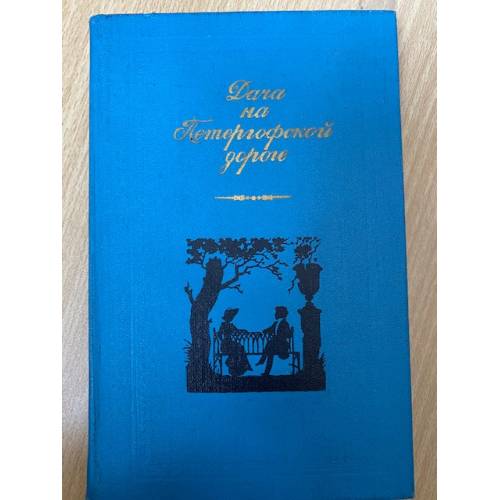 Дача
на
Петергофской
дороге